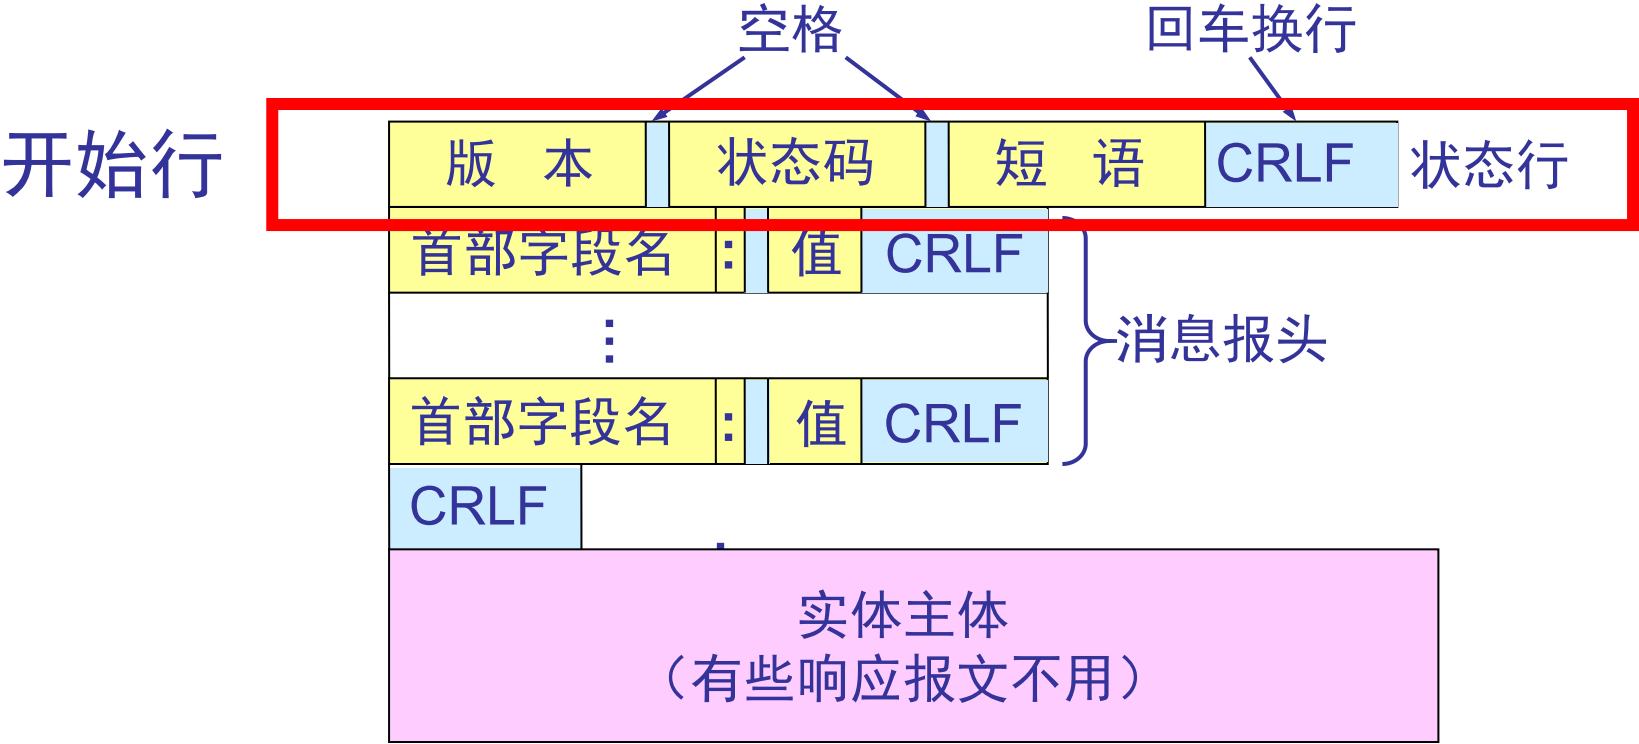 空格 回车换行
开始行 版 本 状态码 短 语 CRLF 状态行
首部字段名 : 值 CRLF
⋮
消息报头
首部字段名 : 值 CRLF
CRLF
实体主体
（有些响应报文不用）